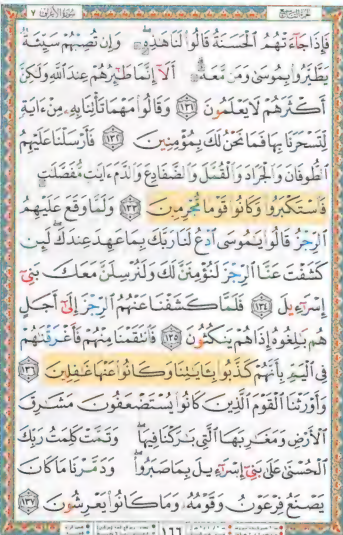 سورة الأعراف ٧ الجزء التاسع
فَإِذَا جَآءَتْهُمُ ٱلْحَسَنَةُ قَالُوا۟ لَنَا هَٰذِهِۦ ۖ وَإِن تُصِبْهُمْ سَيِّئَةٌ
يَطَّيَّرُوا۟ بِمُوسَىٰ وَمَن مَّعَهُۥٓ ۗ أَلَآ إِنَّمَا طَٰٓئِرُهُمْ عِندَ ٱللَّهِ وَلَٰكِنَّ
أَكْثَرَهُمْ لَا يَعْلَمُونَ ١٣١ وَقَالُوا۟ مَهْمَا تَأْتِنَا بِهِۦ مِنْ ءَايَةٍ
لِّتَسْحَرَنَا بِهَا فَمَا نَحْنُ لَكَ بِمُؤْمِنِينَ ١٣٢ فَأَرْسَلْنَا عَلَيْهِمُ
ٱلطُّوفَانَ وَٱلْجَرَادَ وَٱلْقُمَّلَ وَٱلضَّفَادِعَ وَٱلدَّمَ ءَايَٰتٍ مُّفَصَّلَٰتٍ
فَٱسْتَكْبَرُوا۟ وَكَانُوا۟ قَوْمًا مُّجْرِمِينَ ١٣٣ وَلَمَّا وَقَعَ عَلَيْهِمُ
ٱلرِّجْزُ قَالُوا۟ يَٰمُوسَى ٱدْعُ لَنَا رَبَّكَ بِمَا عَهِدَ عِندَكَ ۖ لَئِن
كَشَفْتَ عَنَّا ٱلرِّجْزَ لَنُؤْمِنَنَّ لَكَ وَلَنُرْسِلَنَّ مَعَكَ بَنِىٓ
إِسْرَٰٓءِيلَ ١٣٤ فَلَمَّا كَشَفْنَا عَنْهُمُ ٱلرِّجْزَ إِلَىٰٓ أَجَلٍ
هُم بَٰلِغُوهُ إِذَا هُمْ يَنكُثُونَ ١٣٥ فَٱنتَقَمْنَا مِنْهُمْ فَأَغْرَقْنَٰهُمْ
فِى ٱلْيَمِّ بِأَنَّهُمْ كَذَّبُوا۟ بِـَٔايَٰتِنَا وَكَانُوا۟ عَنْهَا غَٰفِلِينَ ١٣٦
وَأَوْرَثْنَا ٱلْقَوْمَ ٱلَّذِينَ كَانُوا۟ يُسْتَضْعَفُونَ مَشَٰرِقَ
ٱلْأَرْضِ وَمَغَٰرِبَهَا ٱلَّتِى بَٰرَكْنَا فِيهَا ۖ وَتَمَّتْ كَلِمَتُ رَبِّكَ
ٱلْحُسْنَىٰ عَلَىٰ بَنِىٓ إِسْرَٰٓءِيلَ بِمَا صَبَرُوا۟ ۖ وَدَمَّرْنَا مَا كَانَ
يَصْنَعُ فِرْعَوْنُ وَقَوْمُهُۥ وَمَا كَانُوا۟ يَعْرِشُونَ ١٣٧
١٦٦